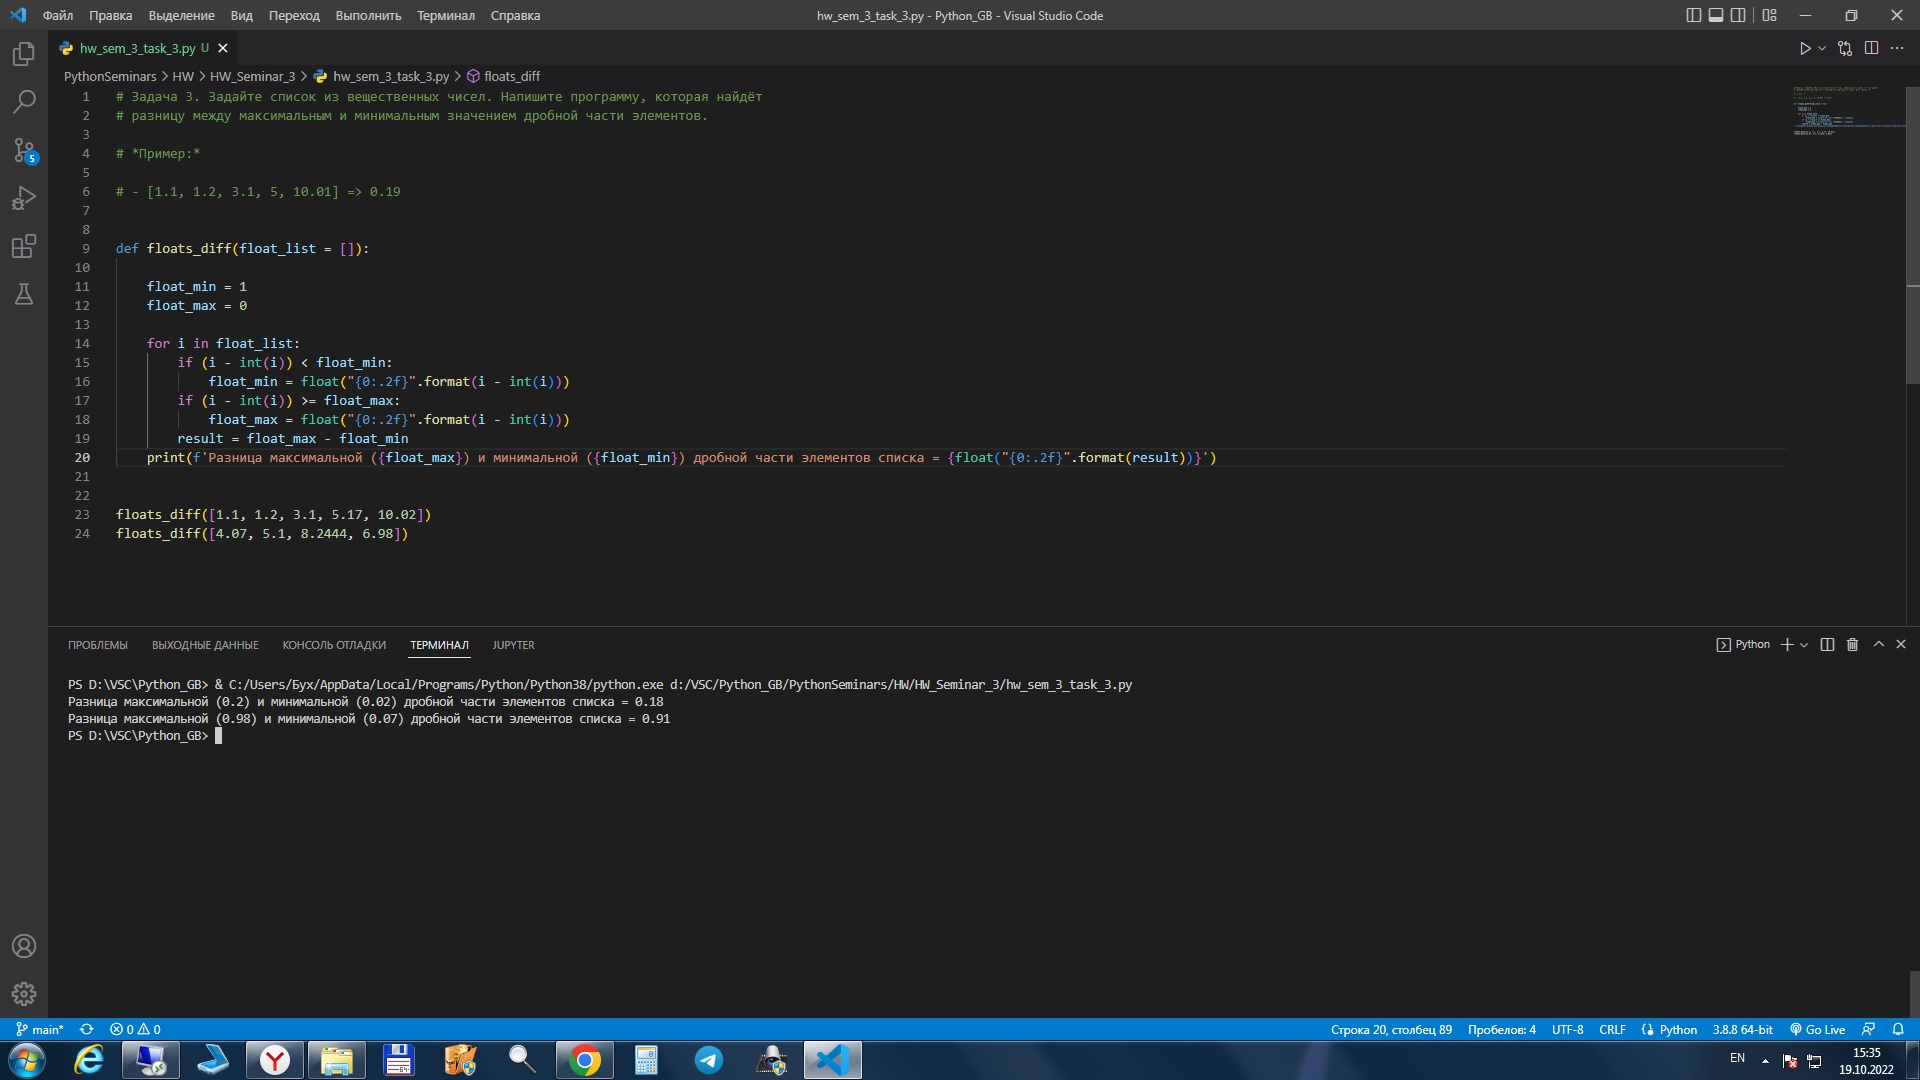 Файл Правка Выделение Вид Переход Выполнить Терминал Справка
hw_sem_3_task_3.py - Python_GB - Visual Studio Code
hw_sem_3_task_3.py U
PythonSeminars > HW > HW_Seminar_3 > hw_sem_3_task_3.py > floats_diff
1 # Задача 3. Задайте список из вещественных чисел. Напишите программу, которая найдёт
2 # разницу между максимальным и минимальным значением дробной части элементов.
3
4 # *Пример:*
5
6 # - [1.1, 1.2, 3.1, 5, 10.01] => 0.19
7
8
9 def floats_diff(float_list = []):
10
11 float_min = 1
12 float_max = 0
13
14 for i in float_list:
15 if (i - int(i)) < float_min:
16 float_min = float("{0:.2f}".format(i - int(i)))
17 if (i - int(i)) >= float_max:
18 float_max = float("{0:.2f}".format(i - int(i)))
19 result = float_max - float_min
20 print(f'Разница максимальной ({float_max}) и минимальной ({float_min}) дробной части элементов списка = {float("{0:.2f}".format(result))}')
21
22
23 floats_diff([1.1, 1.2, 3.1, 5.17, 10.02])
24 floats_diff([4.07, 5.1, 8.2444, 6.98])
ПРОБЛЕМЫ ВЫХОДНЫЕ ДАННЫЕ КОНСОЛЬ ОТЛАДКИ ТЕРМИНАЛ JUPYTER
Python
PS D:\VSC\Python_GB> & C:/Users/Бух/AppData/Local/Programs/Python/Python38/python.exe d:/VSC/Python_GB/PythonSeminars/HW/HW_Seminar_3/hw_sem_3_task_3.py
Разница максимальной (0.2) и минимальной (0.02) дробной части элементов списка = 0.18
Разница максимальной (0.98) и минимальной (0.07) дробной части элементов списка = 0.91
PS D:\VSC\Python_GB>
5
main* 0 0
Строка 20, столбец 89 Пробелов: 4 UTF-8 CRLF Python 3.8.8 64-bit Go Live
EN
15:35
19.10.2022